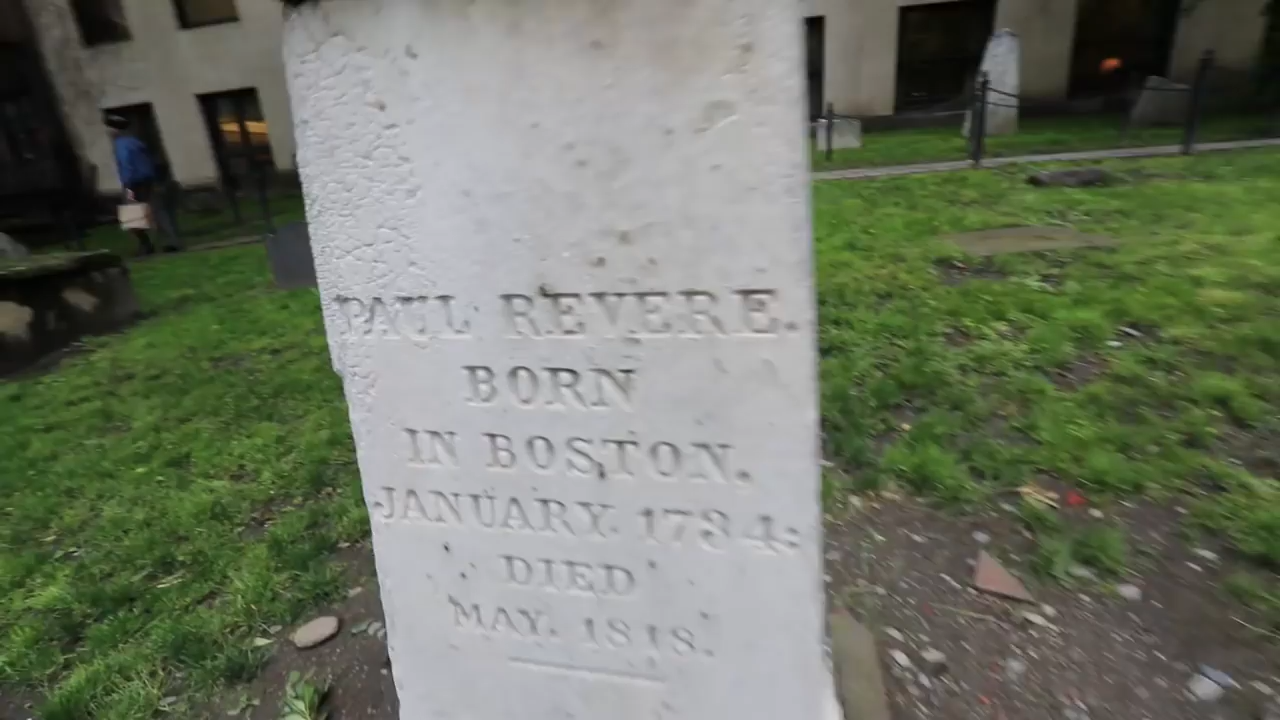 PAUL REVERE.
BORN
IN BOSTON.
JANUARY. 1734:
DIED
MAY. 1818.